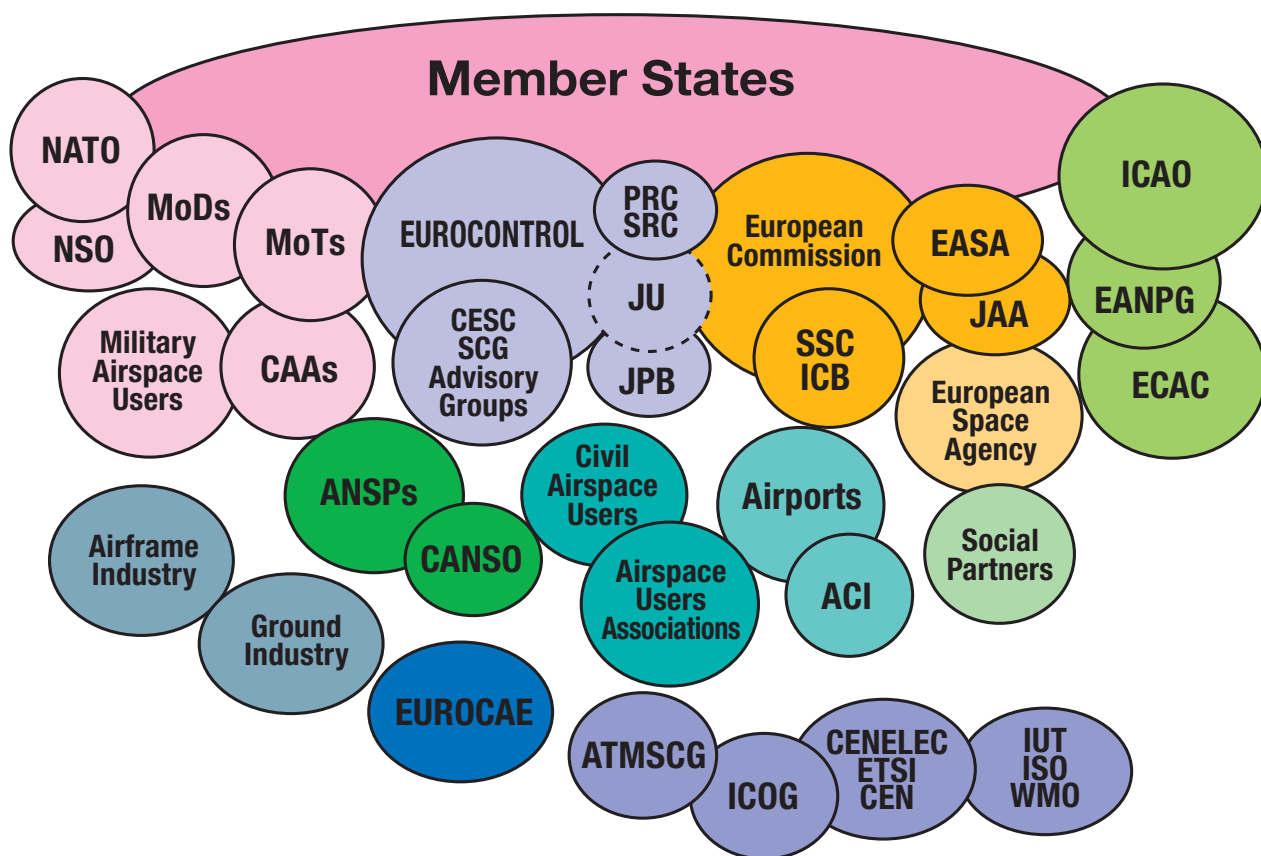 Member States
NATO
NSO
MoDs
MoTs
EUROCONTROL
PRC
SRC
JU
JPB
European
Commission
EASA
JAA
ICAO
EANPG
ECAC
Military
Airspace
Users
CAAs
CESC
SCG
Advisory
Groups
SSC
ICB
European
Space
Agency
ANSPs
CANSO
Civil
Airspace
Users
Airspace
Users
Associations
Airports
ACI
Social
Partners
Airframe
Industry
Ground
Industry
EUROCAE
ATMSCG
ICOG
CENELEC
ETSI
CEN
IUT
ISO
WMO